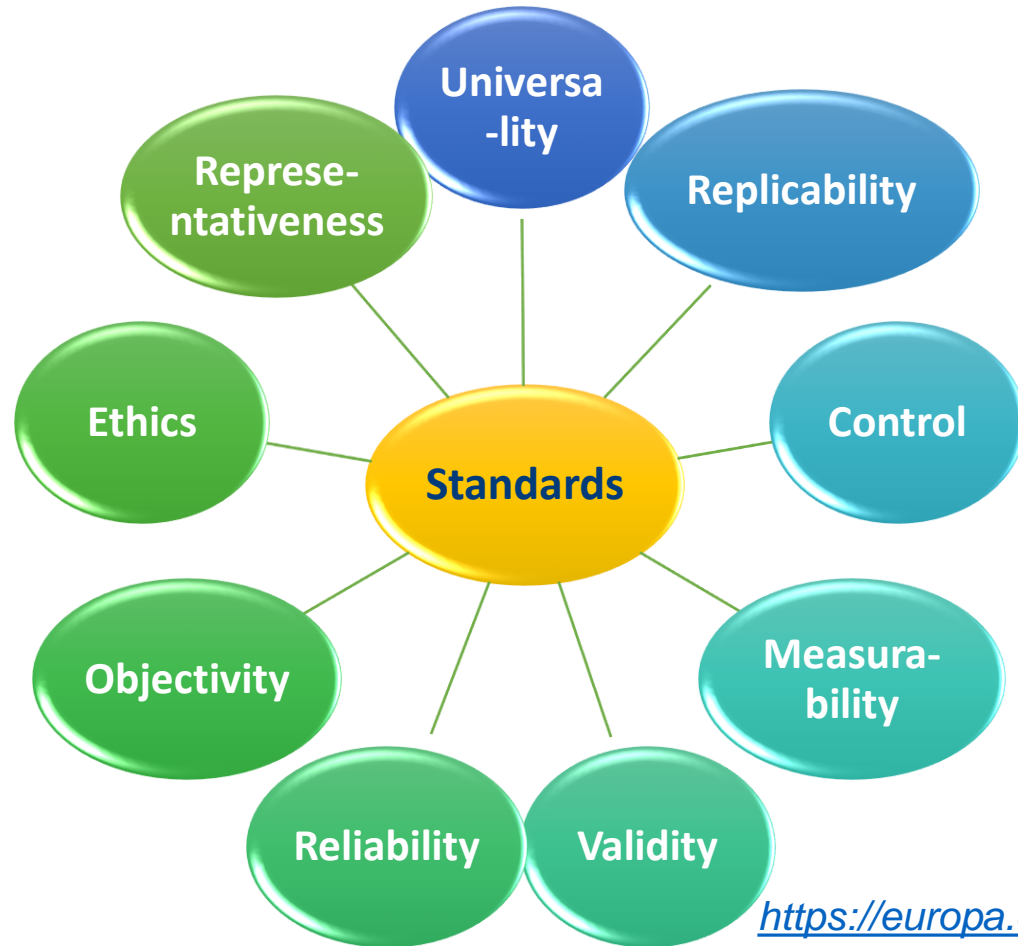 Universa
-lity
Replicability
Control
Measura-
bility
Validity
Reliability
Objectivity
Ethics
Represe-
ntativeness
Standards
https://europa.